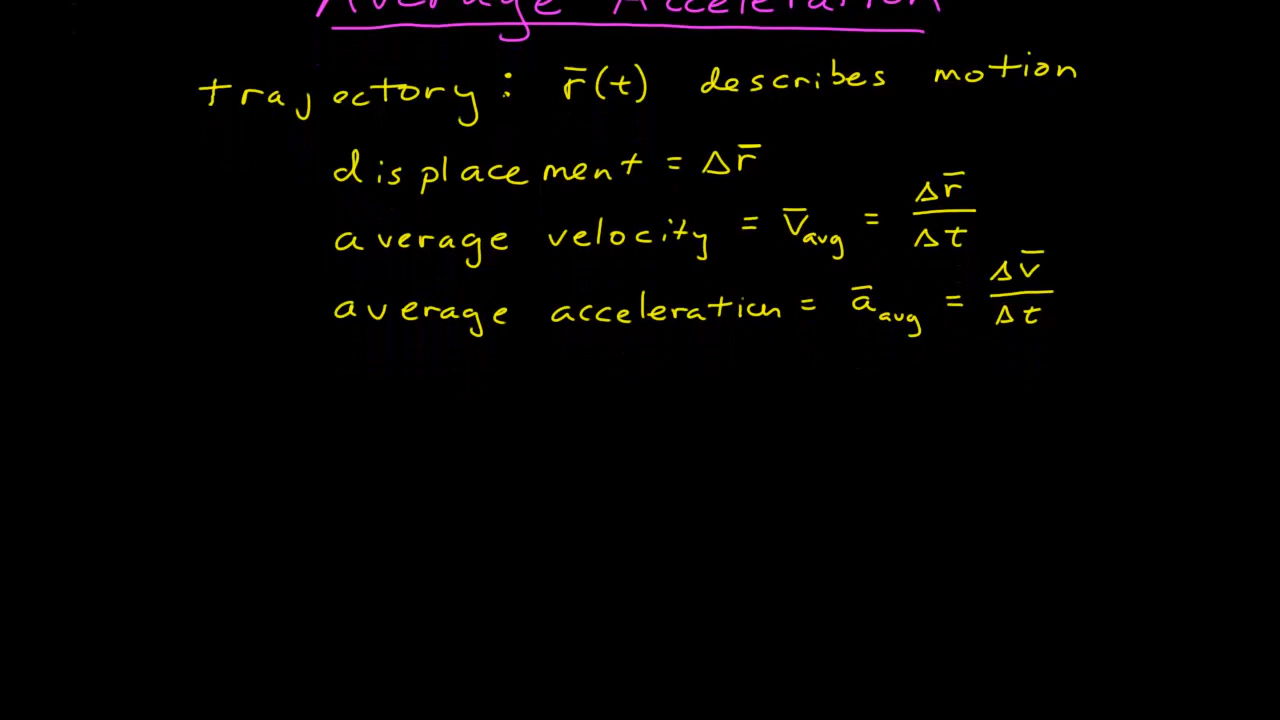 Average Acceleration
trajectory: r̄(t) describes motion
displacement = Δr̄
average velocity = v̄avg = Δr̄/Δt
average acceleration = āavg = Δv̄/Δt